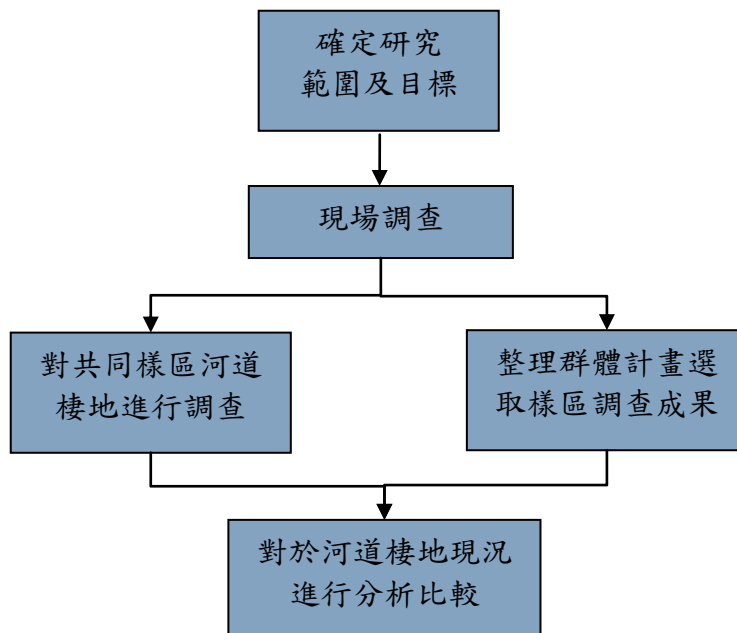 確定研究
範圍及目標
現場調查
對共同樣區河道
棲地進行調查
整理群體計畫選
取樣區調查成果
對於河道棲地現況
進行分析比較